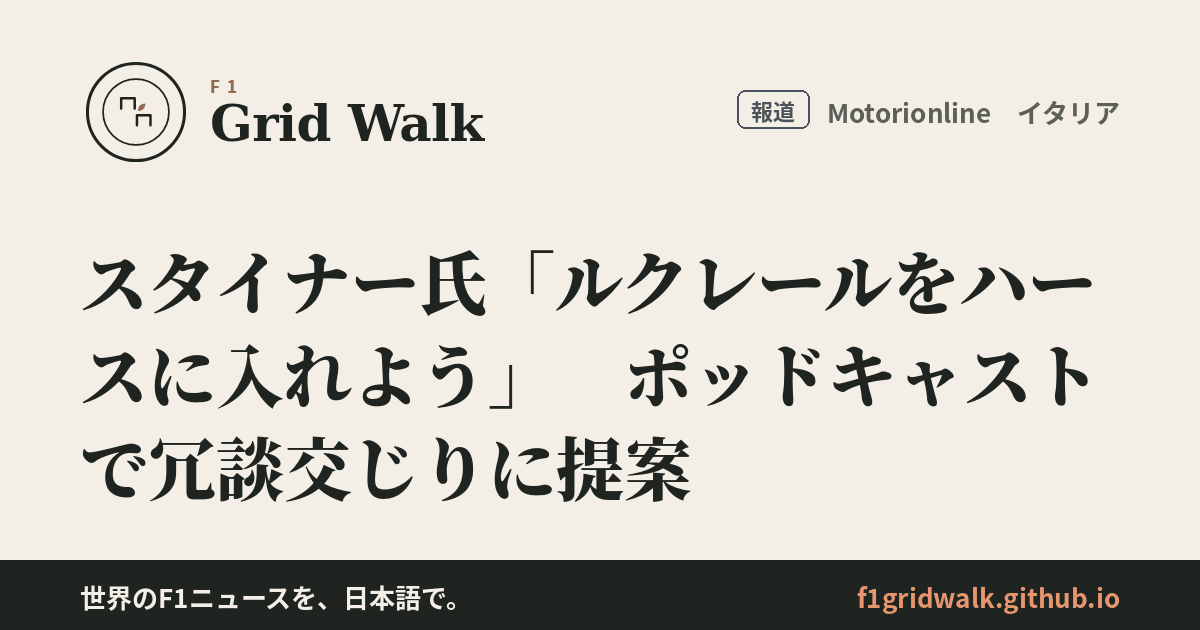 F1
Grid Walk
報道 Motorionline イタリア
スタイナー氏「ルクレールをハー
スに入れよう」 ポッドキャスト
で冗談交じりに提案
世界のF1ニュースを、日本語で。
f1gridwalk.github.io